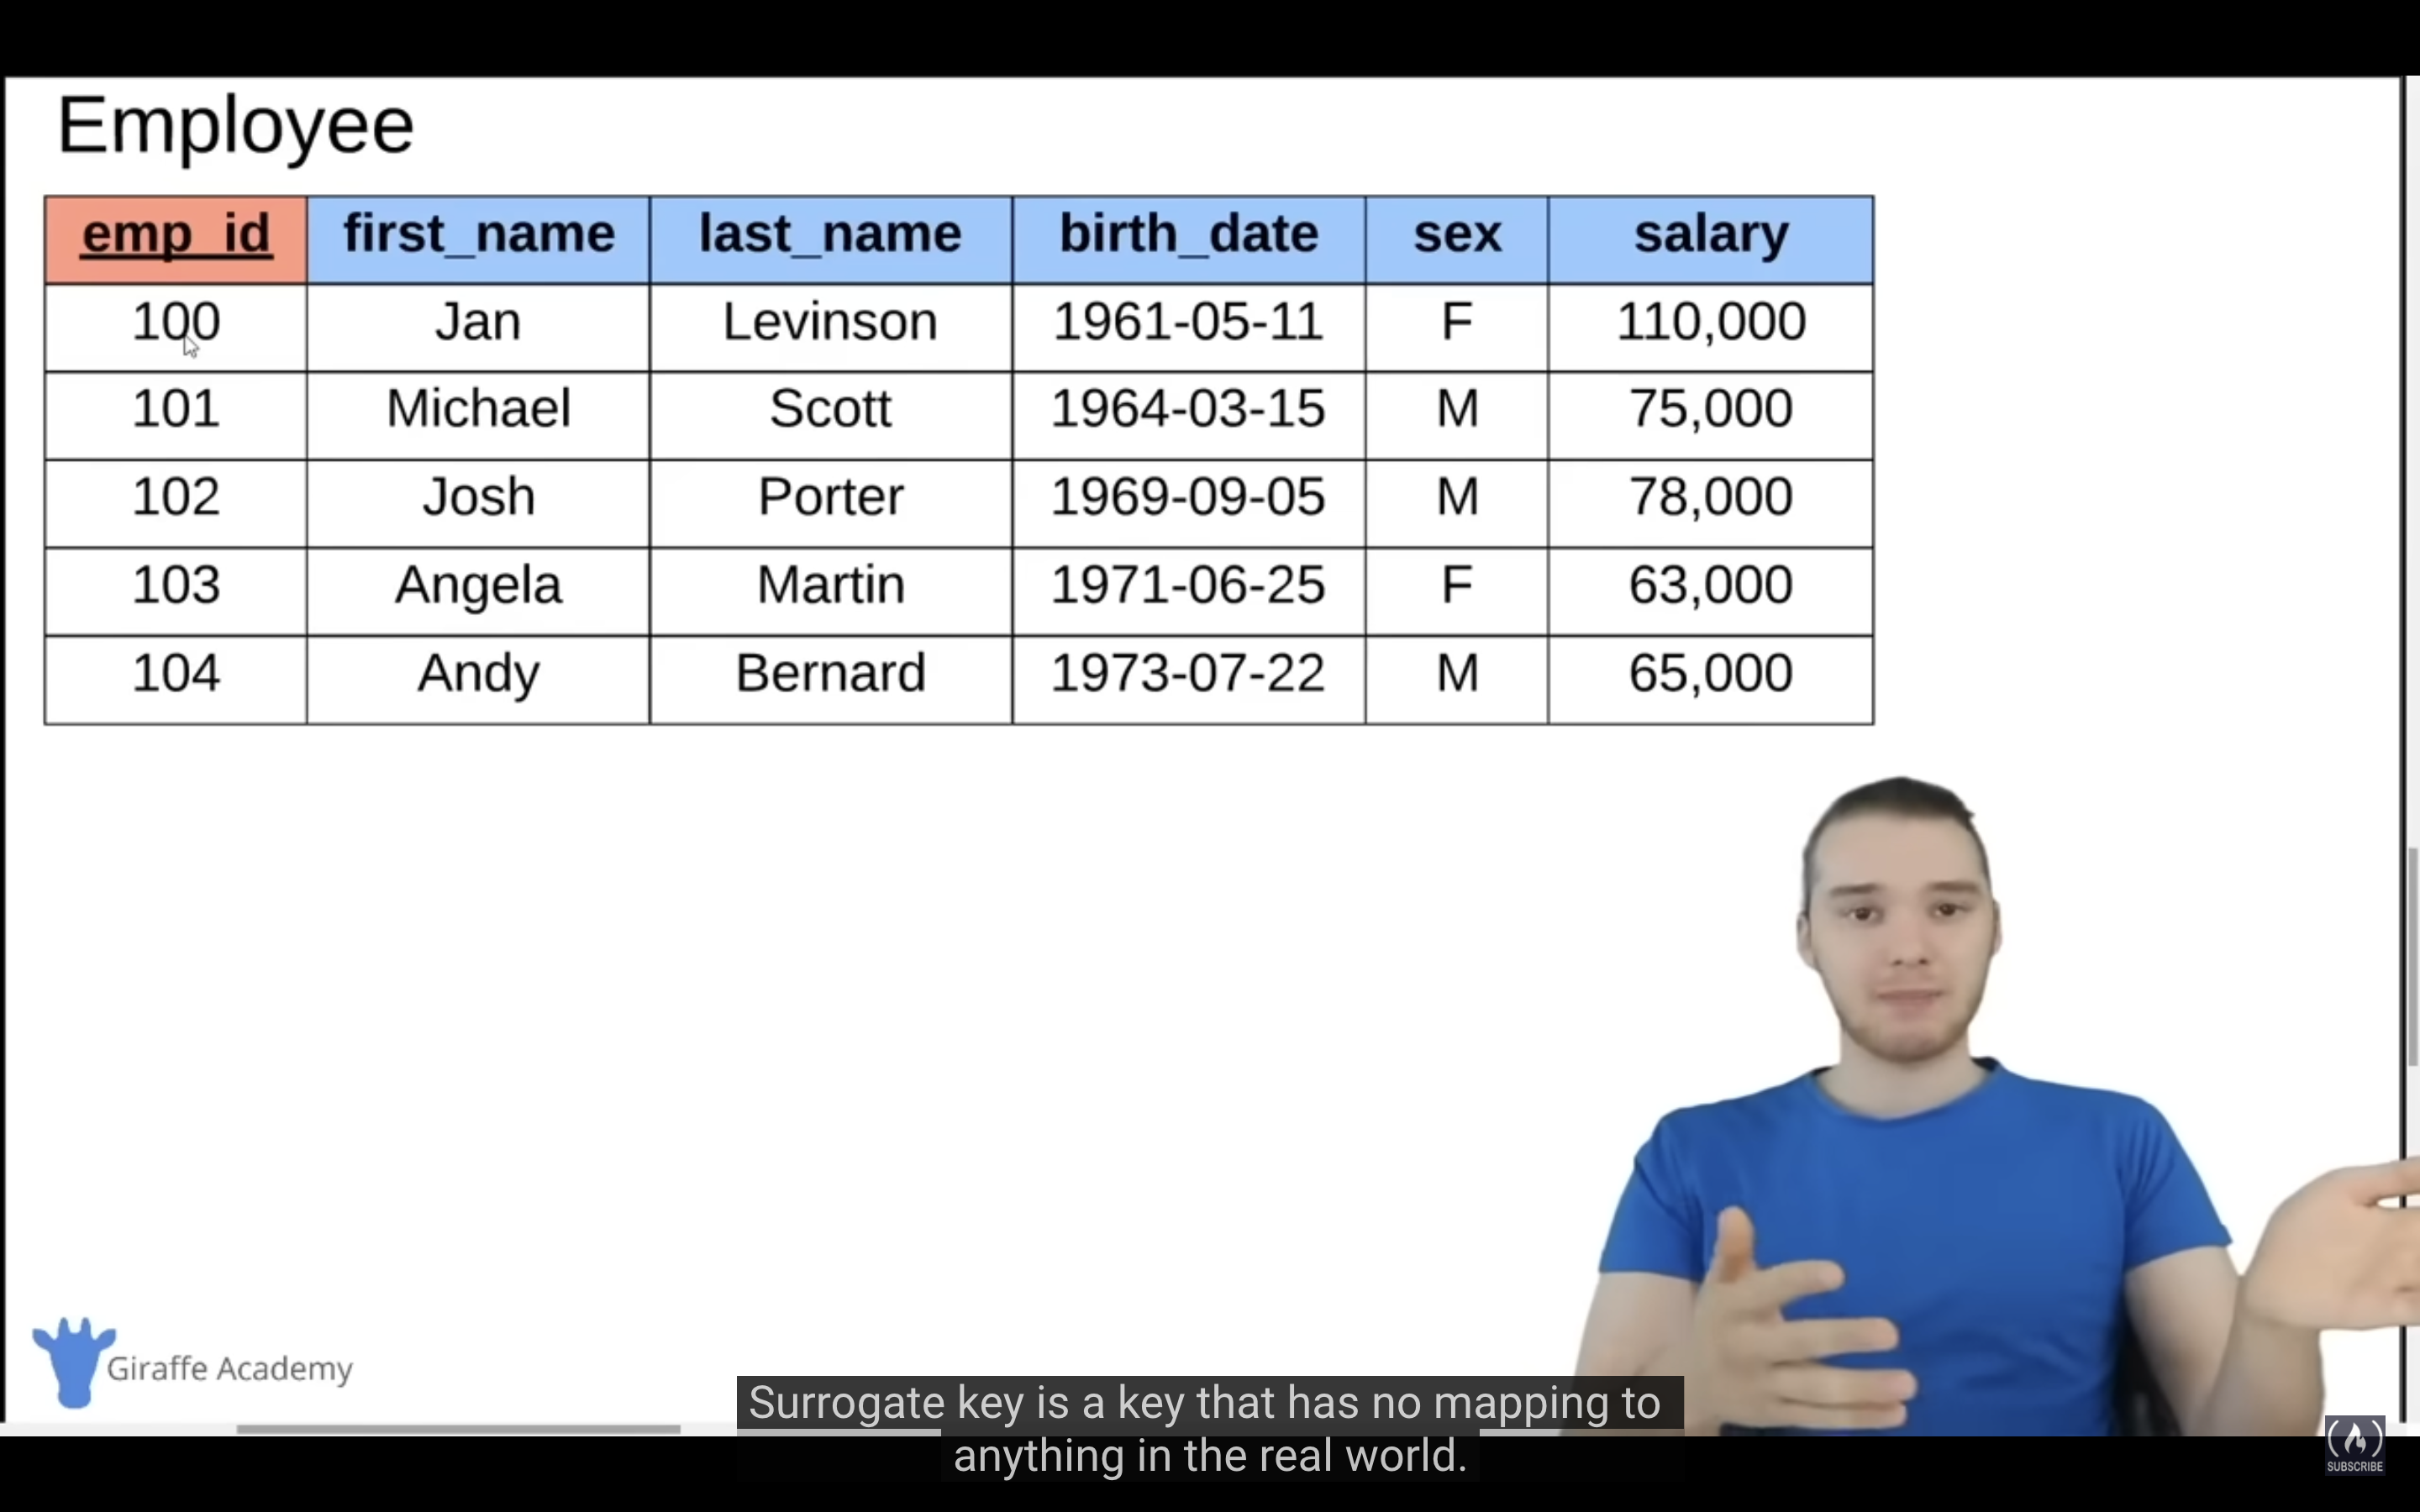 Employee
emp_id first_name last_name birth_date sex salary
100 Jan Levinson 1961-05-11 F 110,000
101 Michael Scott 1964-03-15 M 75,000
102 Josh Porter 1969-09-05 M 78,000
103 Angela Martin 1971-06-25 F 63,000
104 Andy Bernard 1973-07-22 M 65,000
Giraffe Academy
Surrogate key is a key that has no mapping to
anything in the real world.
SUBSCRIBE